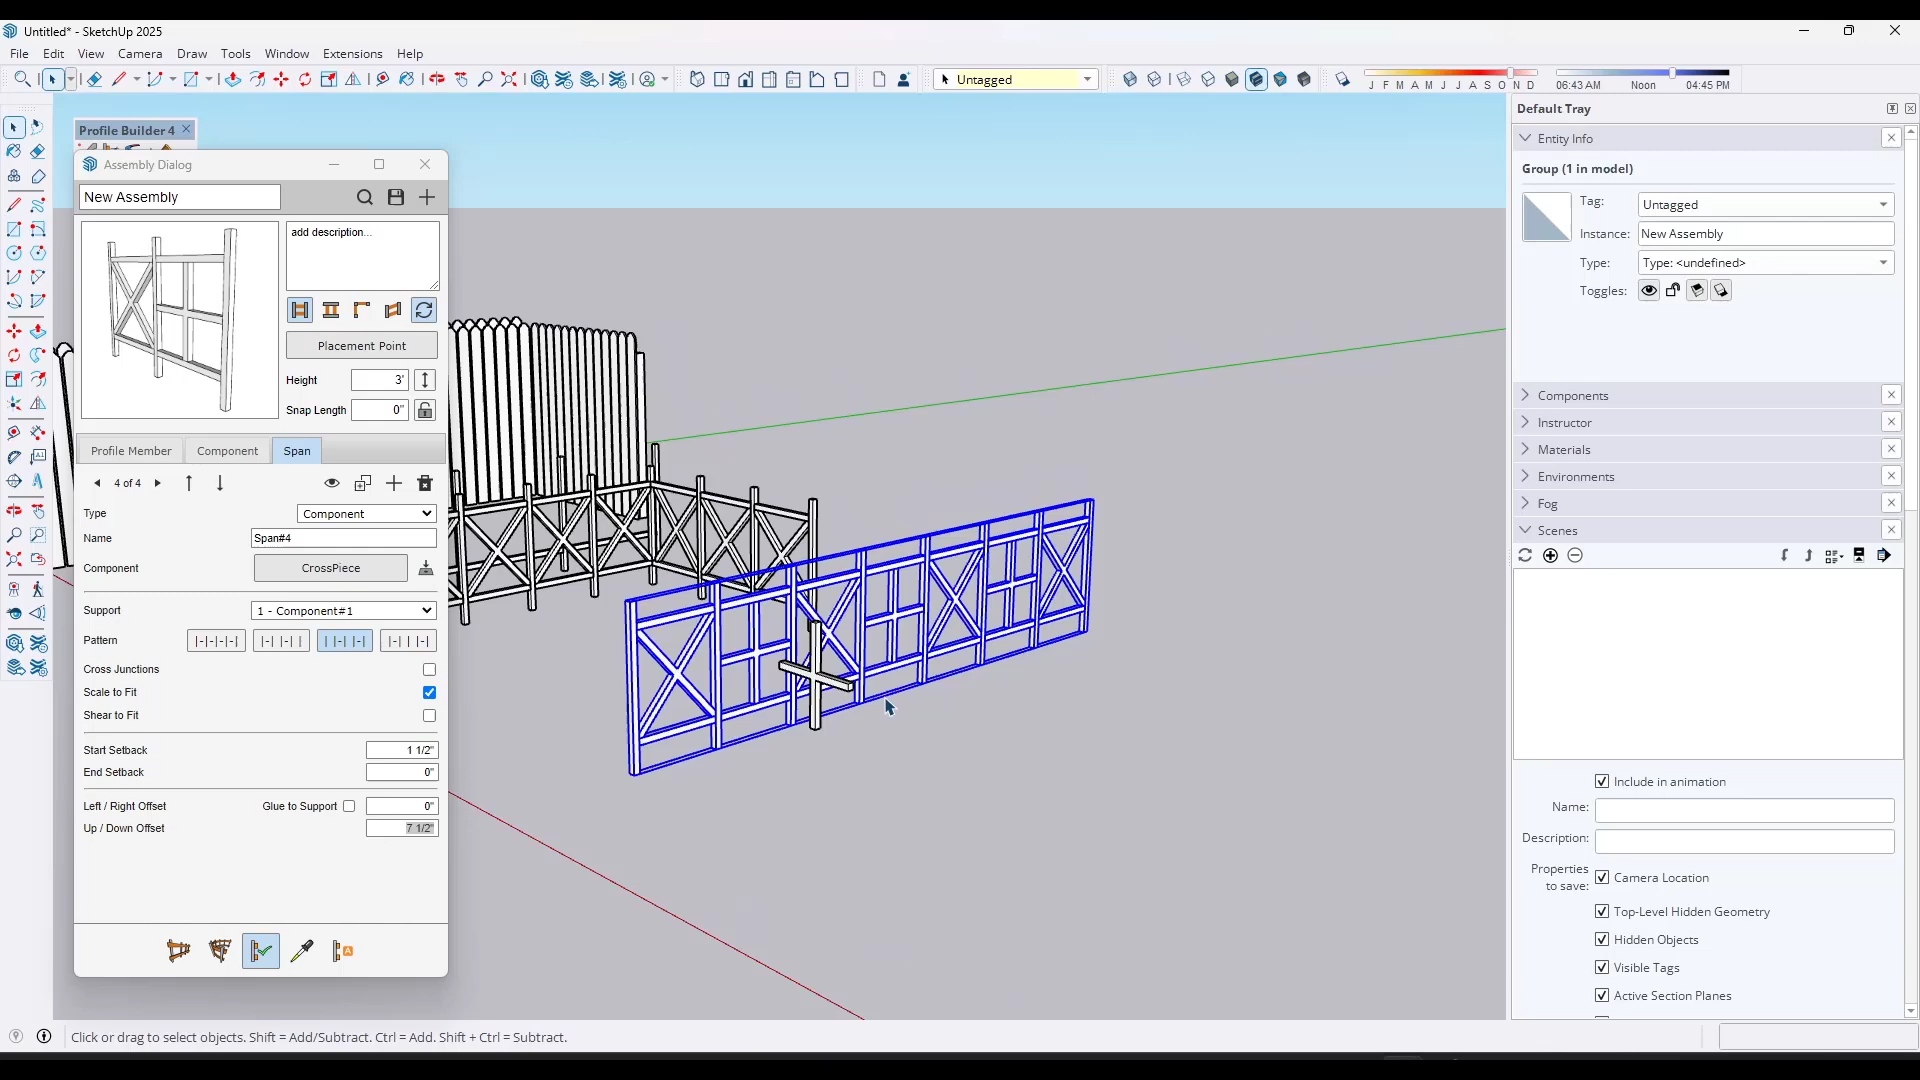 Untitled* - SketchUp 2025
File Edit View Camera Draw Tools Window Extensions Help
Untagged
J F M A M J J A S O N D
06:43 AM Noon 04:45 PM
Profile Builder 4
Assembly Dialog
New Assembly
add description...
Placement Point
Height 3'
Snap Length 0"
Profile Member Component Span
4 of 4
Type Component
Name Span#4
Component CrossPiece
Support 1 - Component#1
Pattern |-|-|-|-| |-| |-| | | |-| |-| |-| | |-|
Cross Junctions
Scale to Fit
Shear to Fit
Start Setback 1 1/2"
End Setback 0"
Left / Right Offset Glue to Support 0"
Up / Down Offset 7 1/2"
Default Tray
Entity Info
Group (1 in model)
Tag: Untagged
Instance: New Assembly
Type: Type: <undefined>
Toggles:
Components
Instructor
Materials
Environments
Fog
Scenes
Include in animation
Name:
Description:
Properties
to save:
Camera Location
Top-Level Hidden Geometry
Hidden Objects
Visible Tags
Active Section Planes
Click or drag to select objects. Shift = Add/Subtract. Ctrl = Add. Shift + Ctrl = Subtract.